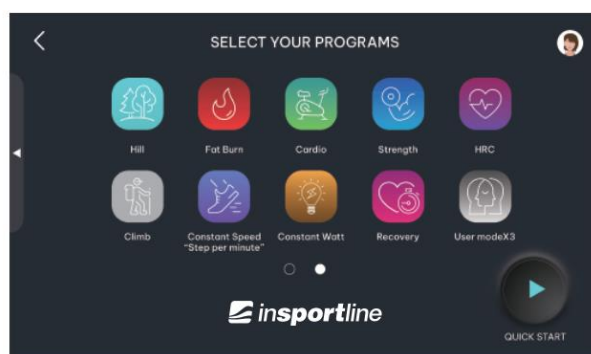 SELECT YOUR PROGRAMS
Hill
Fat Burn
Cardio
Strength
HRC
Climb
Constant Speed
"Step per minute"
Constant Watt
Recovery
User modeX3
insportline
QUICK START